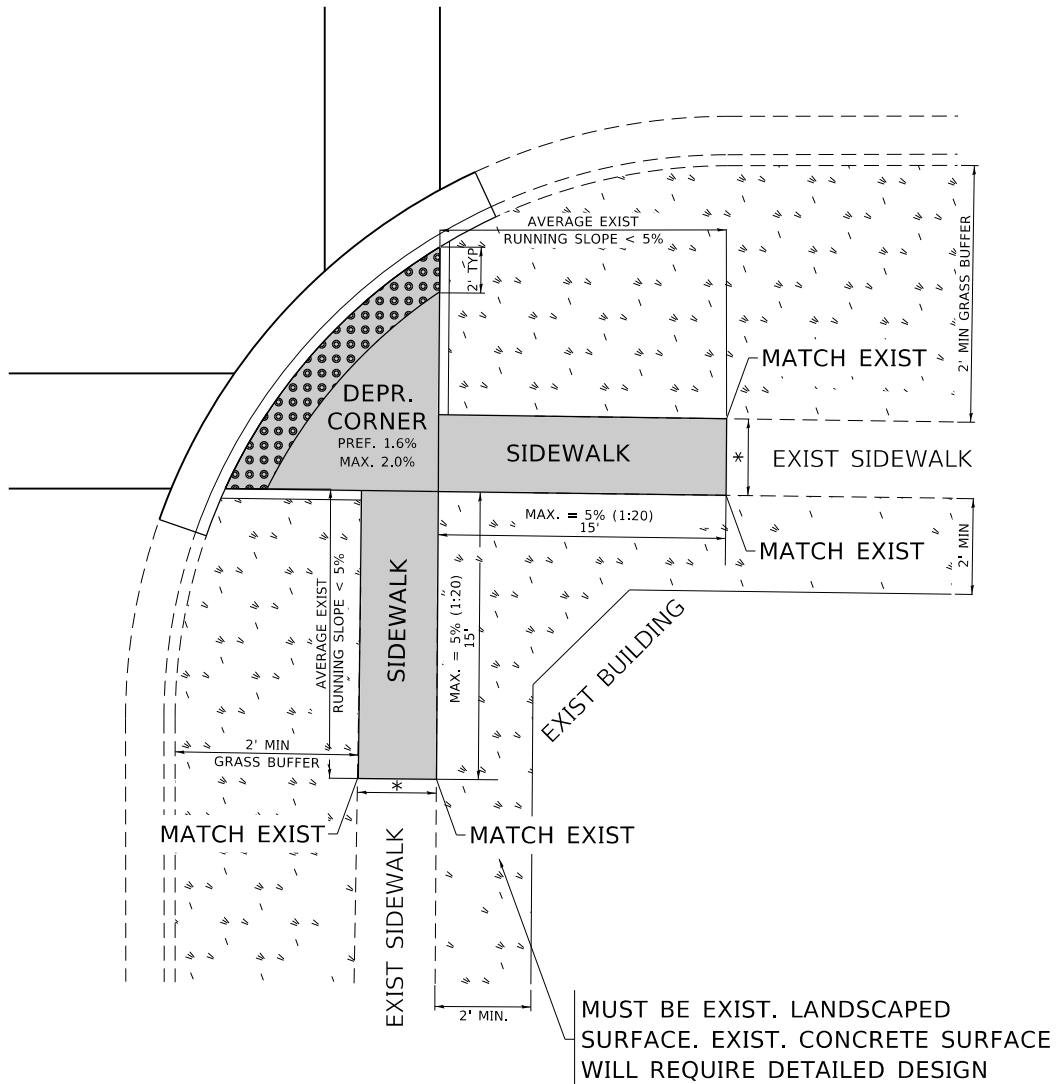 AVERAGE EXIST
RUNNING SLOPE < 5%
2' TYP
2' MIN GRASS BUFFER
MATCH EXIST
DEPR.
CORNER
PREF. 1.6%
MAX. 2.0%
SIDEWALK
*
EXIST SIDEWALK
MAX. = 5% (1:20)
15'
MATCH EXIST
2' MIN
AVERAGE EXIST
RUNNING SLOPE < 5%
SIDEWALK
MAX. = 5% (1:20)
15'
EXIST BUILDING
2' MIN
GRASS BUFFER
*
MATCH EXIST
MATCH EXIST
EXIST SIDEWALK
2' MIN.
MUST BE EXIST. LANDSCAPED
SURFACE. EXIST. CONCRETE SURFACE
WILL REQUIRE DETAILED DESIGN